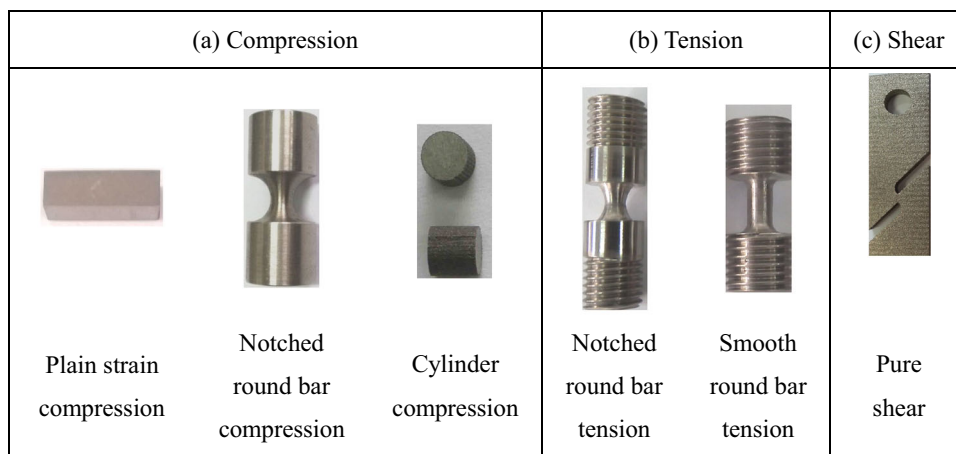 (a) Compression
(b) Tension
(c) Shear
Plain strain
compression
Notched
round bar
compression
Cylinder
compression
Notched
round bar
tension
Smooth
round bar
tension
Pure
shear